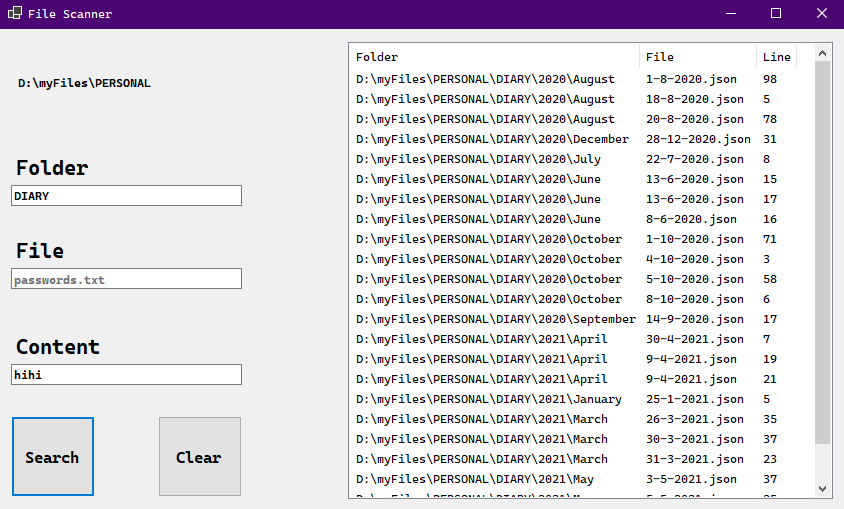 File Scanner
D:\myFiles\PERSONAL
Folder
DIARY
File
passwords.txt
Content
hihi
Search Clear
Folder File Line
D:\myFiles\PERSONAL\DIARY\2020\August 1-8-2020.json 98
D:\myFiles\PERSONAL\DIARY\2020\August 18-8-2020.json 5
D:\myFiles\PERSONAL\DIARY\2020\August 20-8-2020.json 78
D:\myFiles\PERSONAL\DIARY\2020\December 28-12-2020.json 31
D:\myFiles\PERSONAL\DIARY\2020\July 22-7-2020.json 8
D:\myFiles\PERSONAL\DIARY\2020\June 13-6-2020.json 15
D:\myFiles\PERSONAL\DIARY\2020\June 13-6-2020.json 17
D:\myFiles\PERSONAL\DIARY\2020\June 8-6-2020.json 16
D:\myFiles\PERSONAL\DIARY\2020\October 1-10-2020.json 71
D:\myFiles\PERSONAL\DIARY\2020\October 4-10-2020.json 3
D:\myFiles\PERSONAL\DIARY\2020\October 5-10-2020.json 58
D:\myFiles\PERSONAL\DIARY\2020\October 8-10-2020.json 6
D:\myFiles\PERSONAL\DIARY\2020\September 14-9-2020.json 17
D:\myFiles\PERSONAL\DIARY\2021\April 30-4-2021.json 7
D:\myFiles\PERSONAL\DIARY\2021\April 9-4-2021.json 19
D:\myFiles\PERSONAL\DIARY\2021\April 9-4-2021.json 21
D:\myFiles\PERSONAL\DIARY\2021\January 25-1-2021.json 5
D:\myFiles\PERSONAL\DIARY\2021\March 26-3-2021.json 35
D:\myFiles\PERSONAL\DIARY\2021\March 30-3-2021.json 37
D:\myFiles\PERSONAL\DIARY\2021\March 31-3-2021.json 23
D:\myFiles\PERSONAL\DIARY\2021\May 3-5-2021.json 37